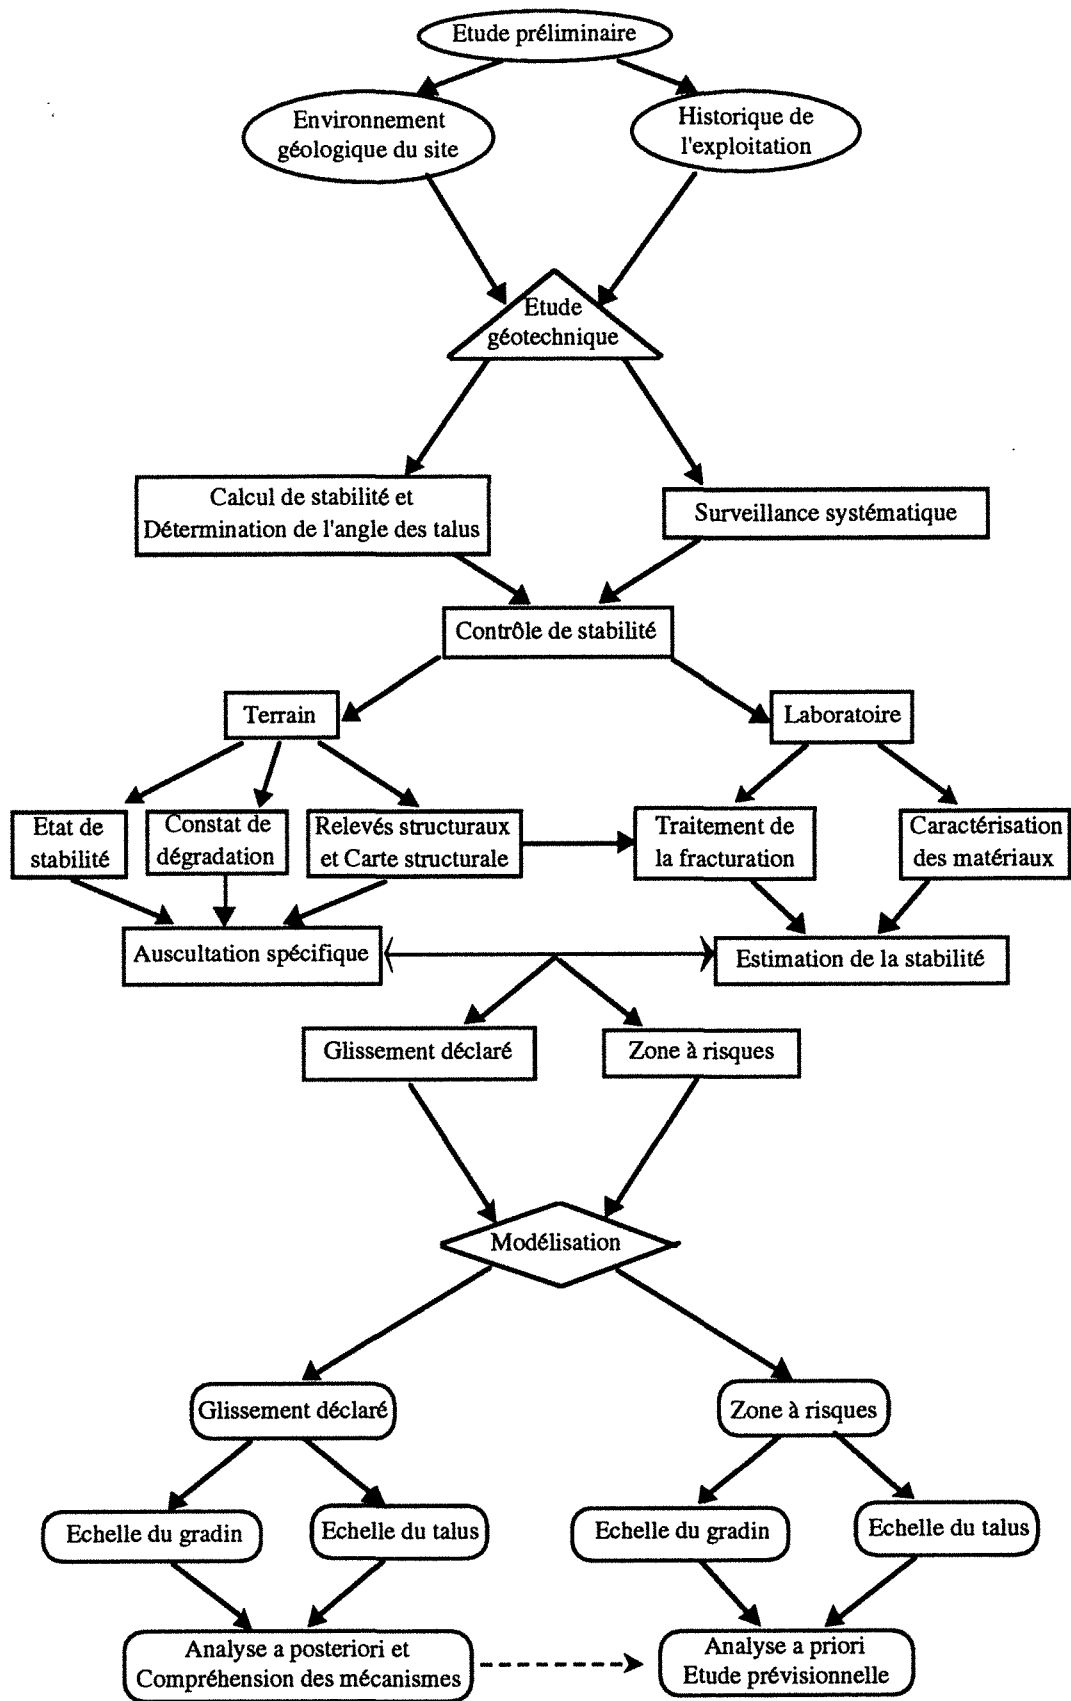 Etude préliminaire
Environnement
géologique du site
Historique de
l'exploitation
Etude
géotechnique
Calcul de stabilité et
Détermination de l'angle des talus
Surveillance systématique
Contrôle de stabilité
Terrain
Laboratoire
Etat de
stabilité
Constat de
dégradation
Relevés structuraux
et Carte structurale
Traitement de
la fracturation
Caractérisation
des matériaux
Auscultation spécifique
Estimation de la stabilité
Glissement déclaré
Zone à risques
Modélisation
Glissement déclaré
Zone à risques
Echelle du gradin
Echelle du talus
Echelle du gradin
Echelle du talus
Analyse a posteriori et
Compréhension des mécanismes
Analyse a priori
Etude prévisionnelle